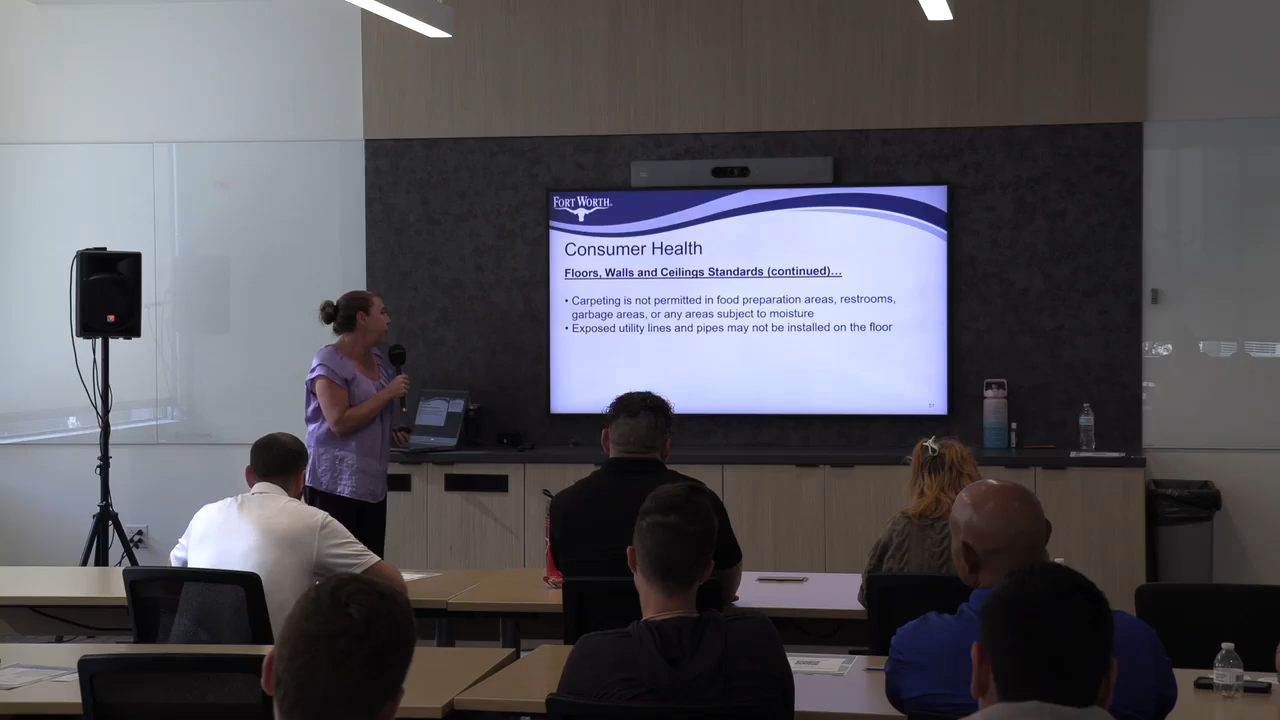 FORT WORTH®
Consumer Health
Floors, Walls and Ceilings Standards (continued)…
• Carpeting is not permitted in food preparation areas, restrooms,
garbage areas, or any areas subject to moisture
• Exposed utility lines and pipes may not be installed on the floor